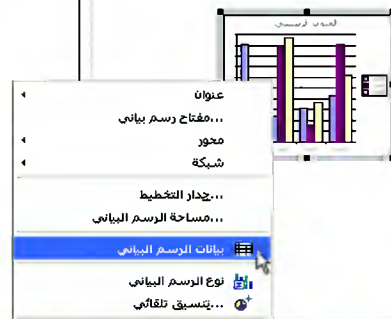 عنوان
...مفتاح رسم بياني
محور
شبكة
...جدار التخطيط
...مساحة الرسم البياني
بيانات الرسم البياني
نوع الرسم البياني
...تنسيق تلقائي